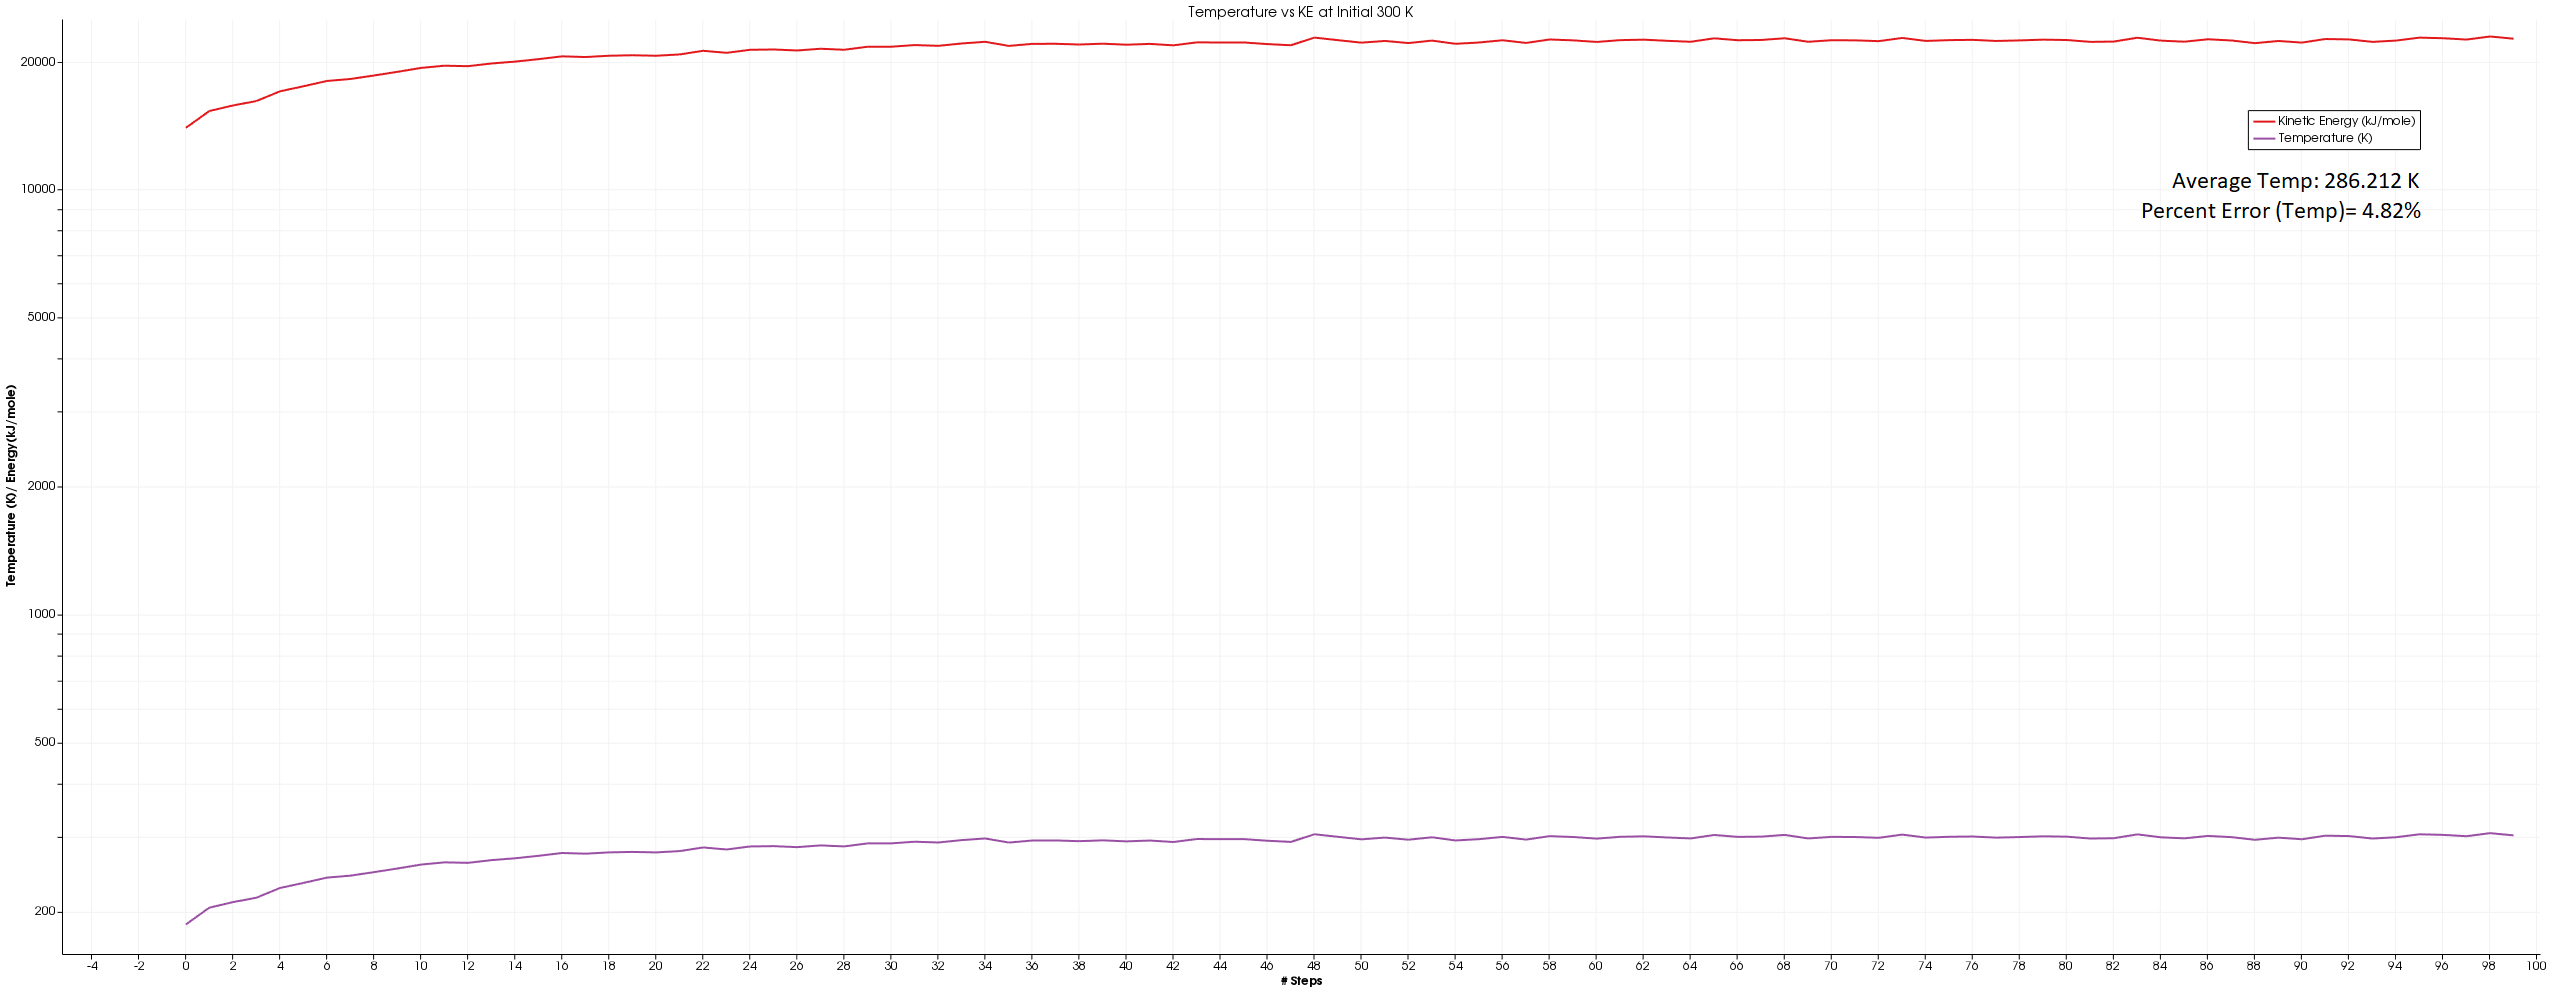 Temperature vs KE at Initial 300 K
20000
10000
5000
2000
1000
500
200
Temperature (K)/ Energy(kJ/mole)
Kinetic Energy (kJ/mole)
Temperature (K)
Average Temp: 286.212 K
Percent Error (Temp)= 4.82%
-4 -2 0 2 4 6 8 10 12 14 16 18 20 22 24 26 28 30 32 34 36 38 40 42 44 46 48 50 52 54 56 58 60 62 64 66 68 70 72 74 76 78 80 82 84 86 88 90 92 94 96 98 100
# Steps